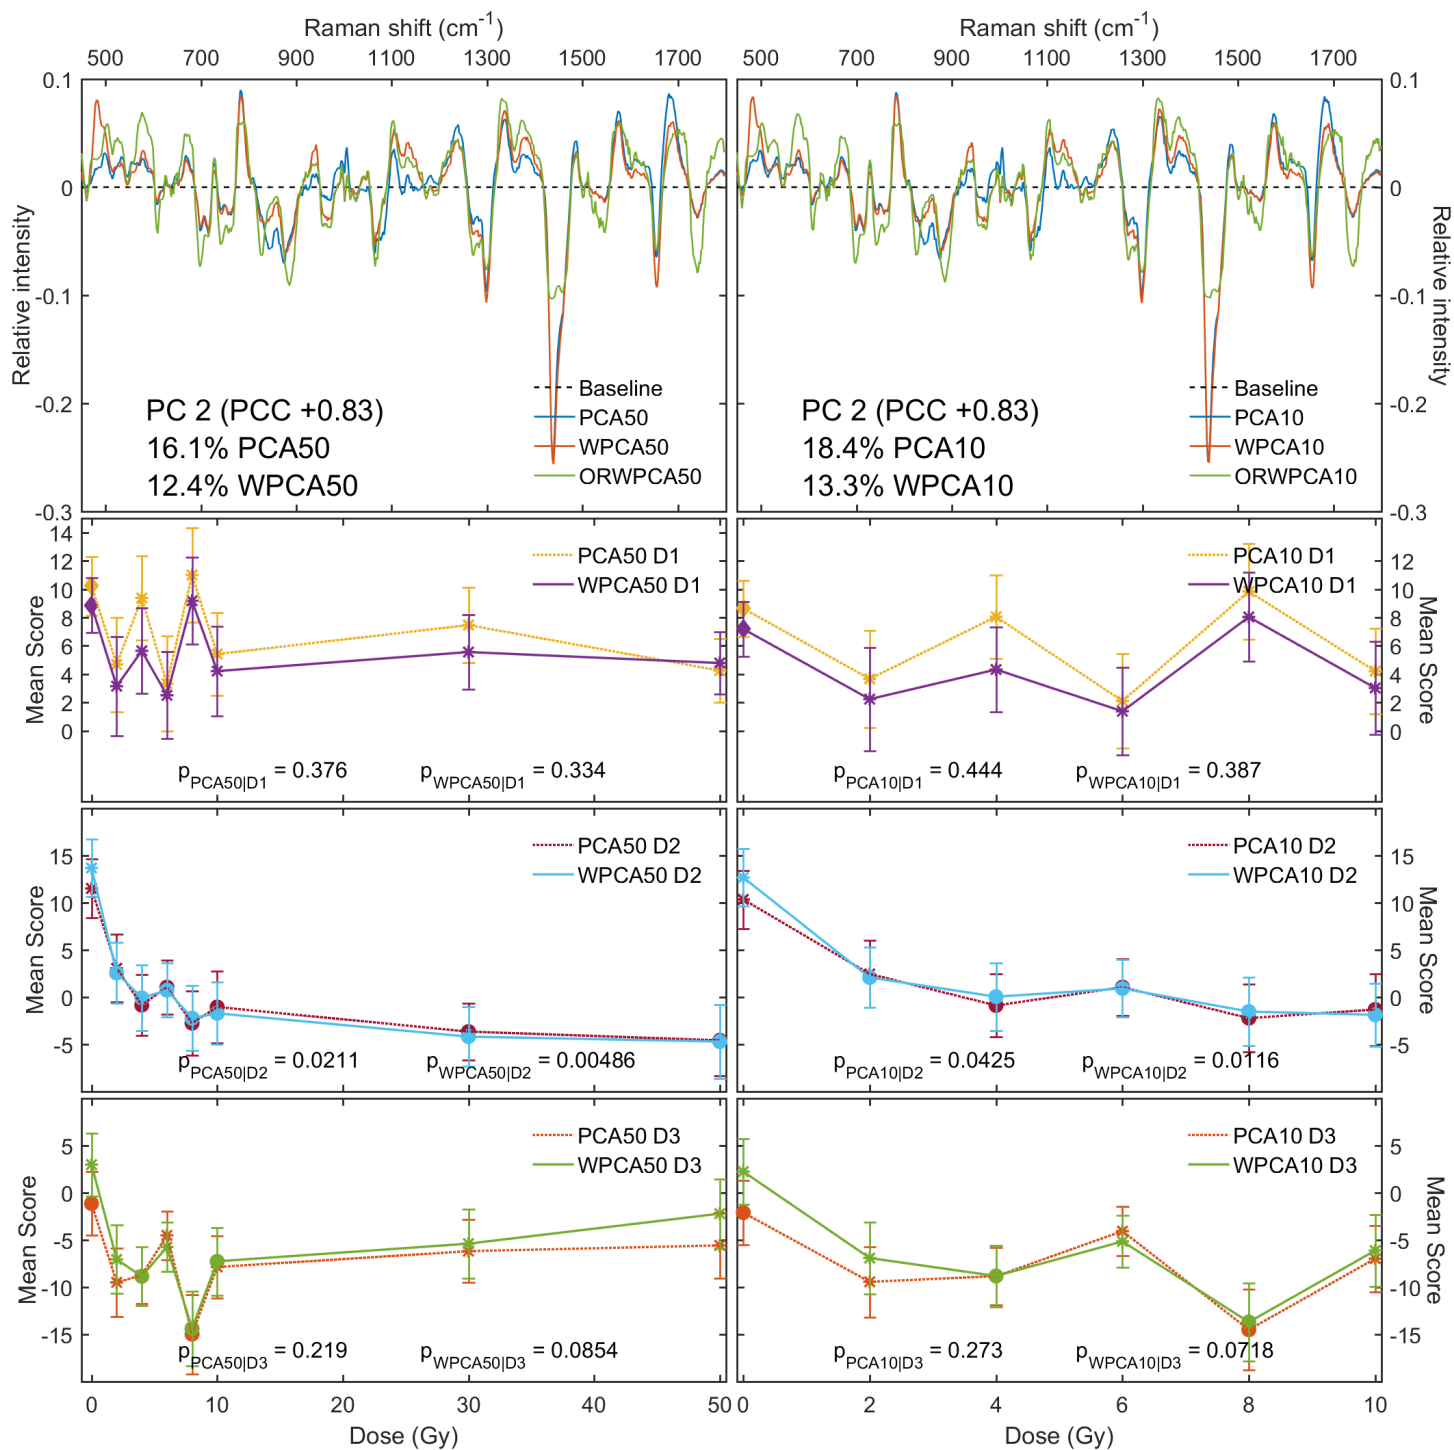 Raman shift (cm-1)
Raman shift (cm-1)
500 700 900 1100 1300 1500 1700
500 700 900 1100 1300 1500 1700
0.1
0
-0.1
-0.2
-0.3
Relative intensity
PC 2 (PCC +0.83)
16.1% PCA50
12.4% WPCA50
Baseline
PCA50
WPCA50
ORWPCA50
PC 2 (PCC +0.83)
18.4% PCA10
13.3% WPCA10
Baseline
PCA10
WPCA10
ORWPCA10
0.1
0
-0.1
-0.2
-0.3
Relative intensity
14
12
10
8
6
4
2
0
Mean Score
PCA50 D1
WPCA50 D1
pPCA50|D1 = 0.376
pWPCA50|D1 = 0.334
PCA10 D1
WPCA10 D1
pPCA10|D1 = 0.444
pWPCA10|D1 = 0.387
12
10
8
6
4
2
0
Mean Score
15
10
5
0
-5
Mean Score
PCA50 D2
WPCA50 D2
pPCA50|D2 = 0.0211
pWPCA50|D2 = 0.00486
PCA10 D2
WPCA10 D2
pPCA10|D2 = 0.0425
pWPCA10|D2 = 0.0116
15
10
5
0
-5
Mean Score
5
0
-5
-10
-15
Mean Score
PCA50 D3
WPCA50 D3
pPCA50|D3 = 0.219
pWPCA50|D3 = 0.0854
PCA10 D3
WPCA10 D3
pPCA10|D3 = 0.273
pWPCA10|D3 = 0.0718
5
0
-5
-10
-15
Mean Score
0 10 20 30 40 50
0 2 4 6 8 10
Dose (Gy)
Dose (Gy)